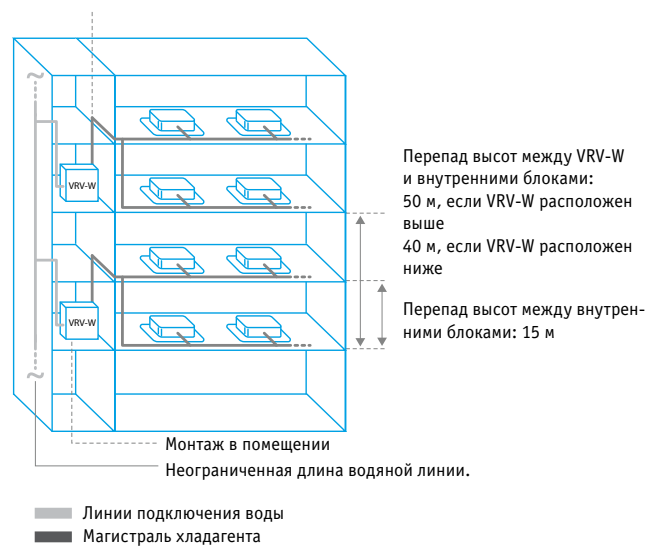 VRV-W
VRV-W
Перепад высот между VRV-W
и внутренними блоками:
50 м, если VRV-W расположен
выше
40 м, если VRV-W расположен
ниже
Перепад высот между внутрен-
ними блоками: 15 м
Монтаж в помещении
Неограниченная длина водяной линии.
Линии подключения воды
Магистраль хладагента